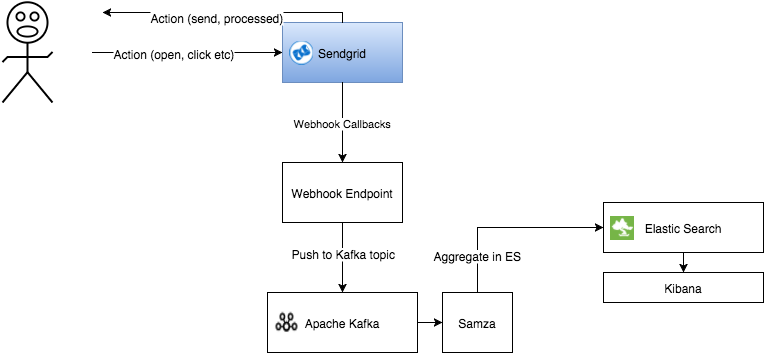 Action (send, processed)
Action (open, click etc)
Sendgrid
Webhook Callbacks
Webhook Endpoint
Push to Kafka topic
Apache Kafka
Samza
Aggregate in ES
Elastic Search
Kibana